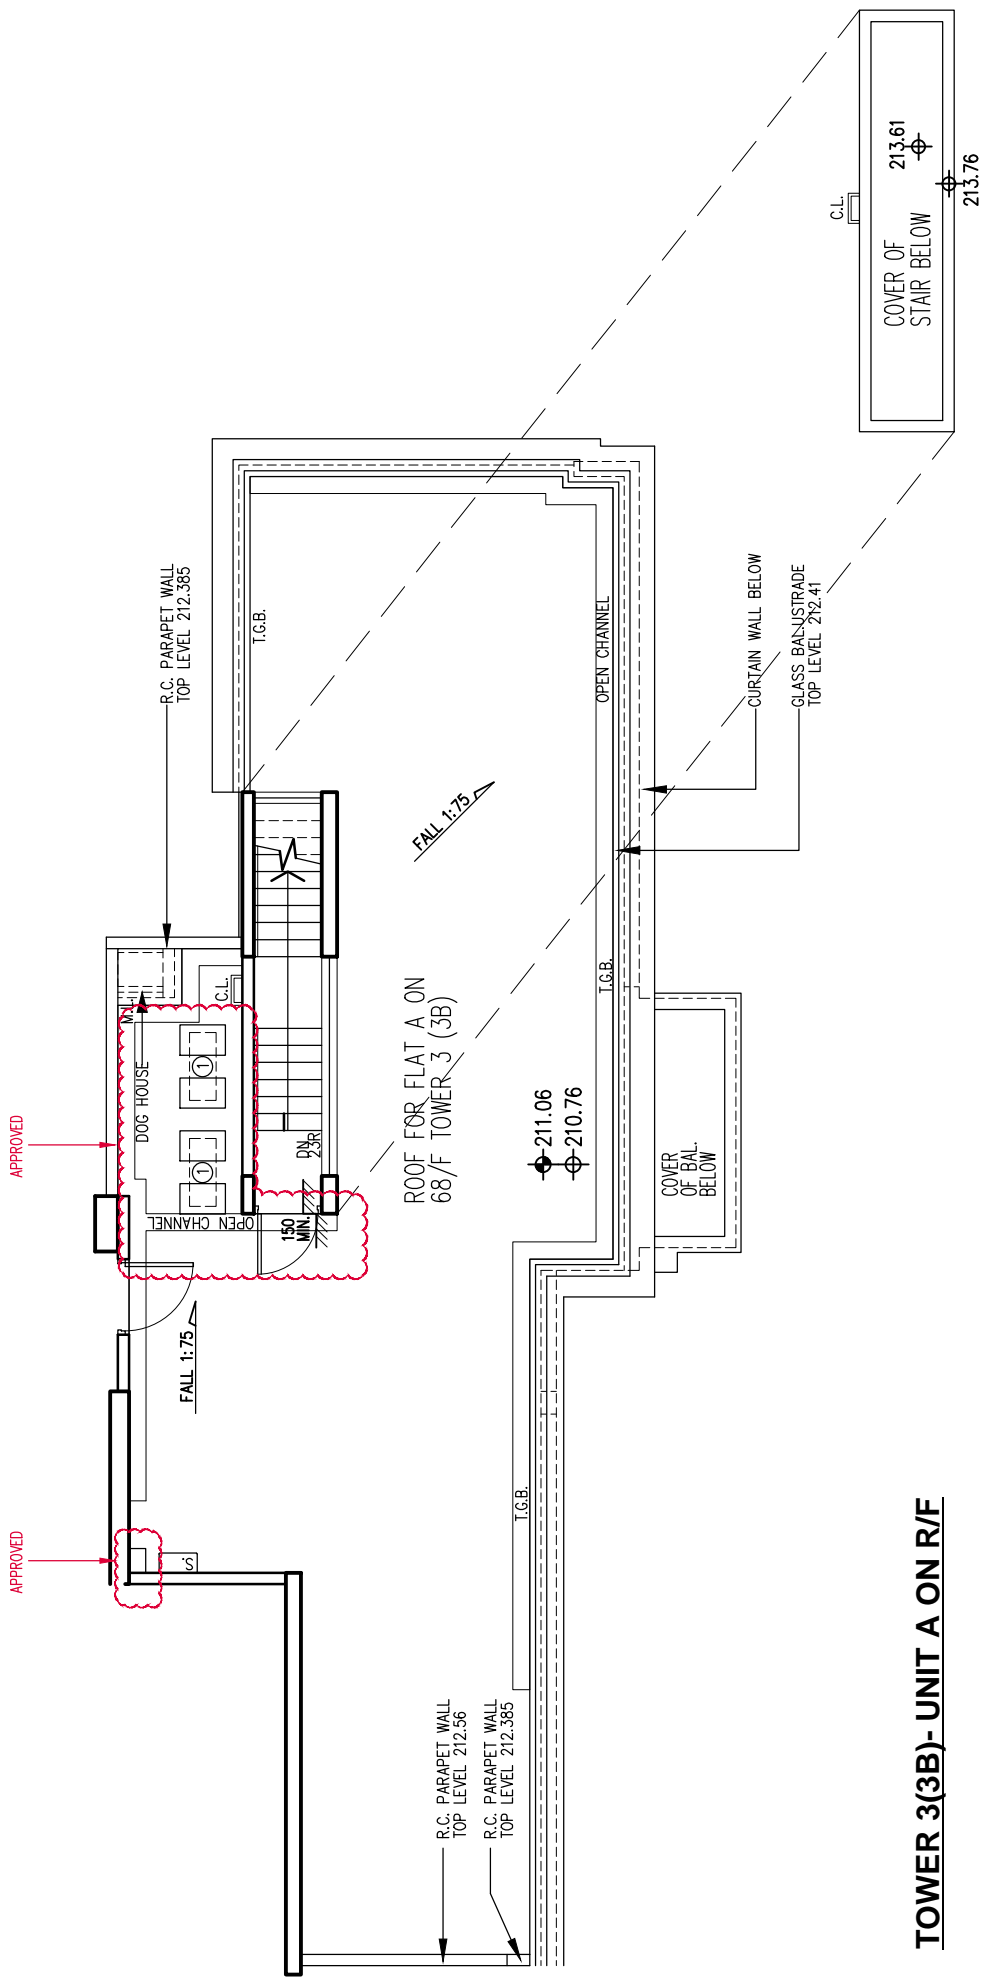 APPROVED
APPROVED
R.C. PARAPET WALL
TOP LEVEL 212.385
T.G.B.
C.L.
213.61
213.76
COVER OF
STAIR BELOW
DOG HOUSE
C.L.
1
1
OPEN CHANNEL
150
MIN.
DN
23R
FALL 1:75
FALL 1:75
OPEN CHANNEL
CURTAIN WALL BELOW
GLASS BALUSTRADE
TOP LEVEL 212.41
T.G.B.
ROOF FOR FLAT A ON
68/F TOWER 3 (3B)
211.06
210.76
COVER
OF BAL.
BELOW
S.
T.G.B.
R.C. PARAPET WALL
TOP LEVEL 212.56
R.C. PARAPET WALL
TOP LEVEL 212.385
TOWER 3(3B)- UNIT A ON R/F